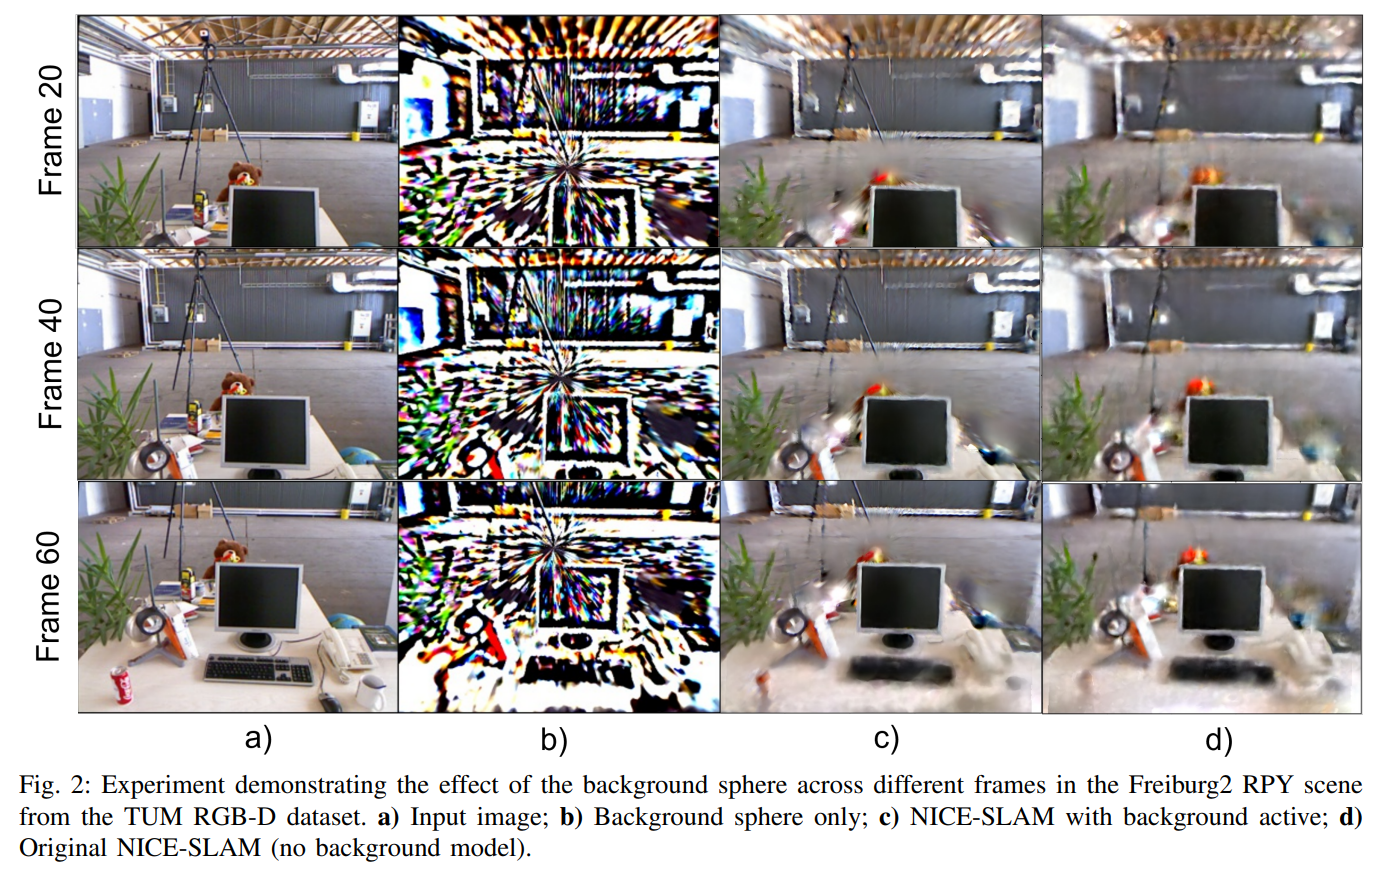 Frame 20
Frame 40
Frame 60
a)
b)
c)
d)
Fig. 2: Experiment demonstrating the effect of the background sphere across different frames in the Freiburg2 RPY scene
from the TUM RGB-D dataset. a) Input image; b) Background sphere only; c) NICE-SLAM with background active; d)
Original NICE-SLAM (no background model).